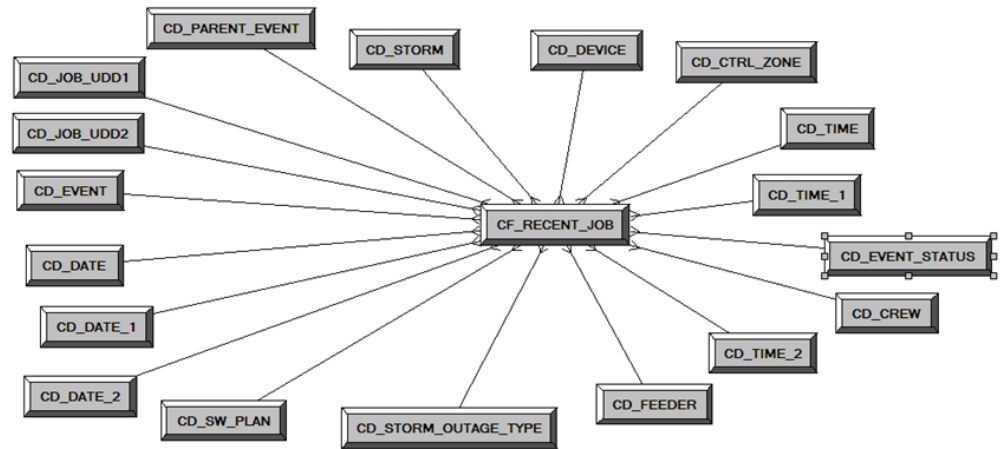 CD_PARENT_EVENT
CD_STORM
CD_DEVICE
CD_CTRL_ZONE
CD_JOB_UDD1
CD_JOB_UDD2
CD_TIME
CD_EVENT
CD_TIME_1
CF_RECENT_JOB
CD_DATE
CD_EVENT_STATUS
CD_DATE_1
CD_CREW
CD_TIME_2
CD_DATE_2
CD_SW_PLAN
CD_STORM_OUTAGE_TYPE
CD_FEEDER